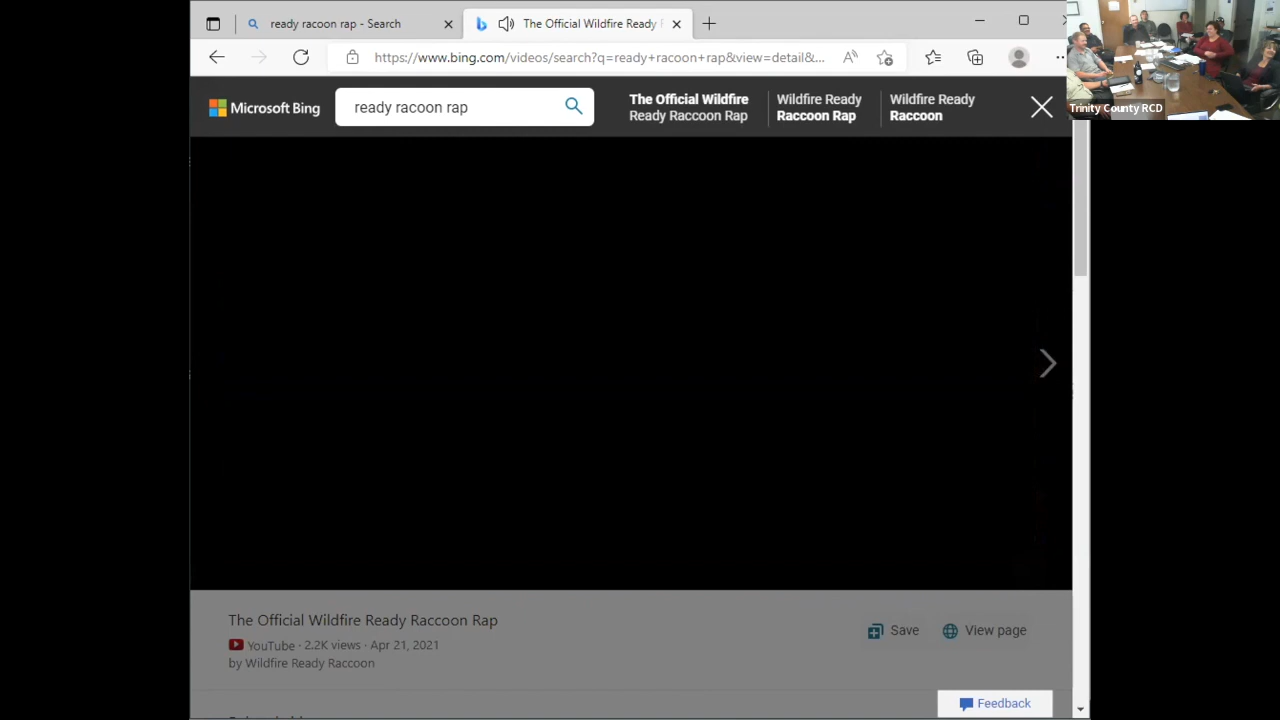 ready racoon rap - Search
The Official Wildfire Ready
https://www.bing.com/videos/search?q=ready+racoon+rap&view=detail&...
Microsoft Bing
ready racoon rap
The Official Wildfire
Ready Raccoon Rap
Wildfire Ready
Raccoon Rap
Wildfire Ready
Raccoon
Trinity County RCD
The Official Wildfire Ready Raccoon Rap
YouTube · 2.2K views · Apr 21, 2021
by Wildfire Ready Raccoon
Save
View page
Feedback